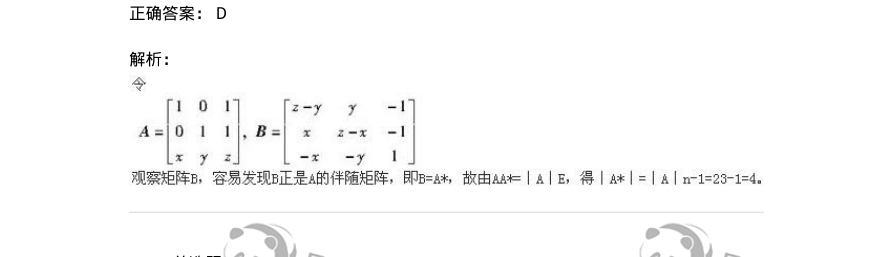 正确答案： D
解析：
令
A = [1 0 1; 0 1 1; x y z], B = [z-y y -1; x z-x -1; -x -y 1]
观察矩阵B，容易发现B正是A的伴随矩阵，即B=A*，故由AA*=｜A｜E，得｜A*｜=｜A｜n-1=23-1=4。